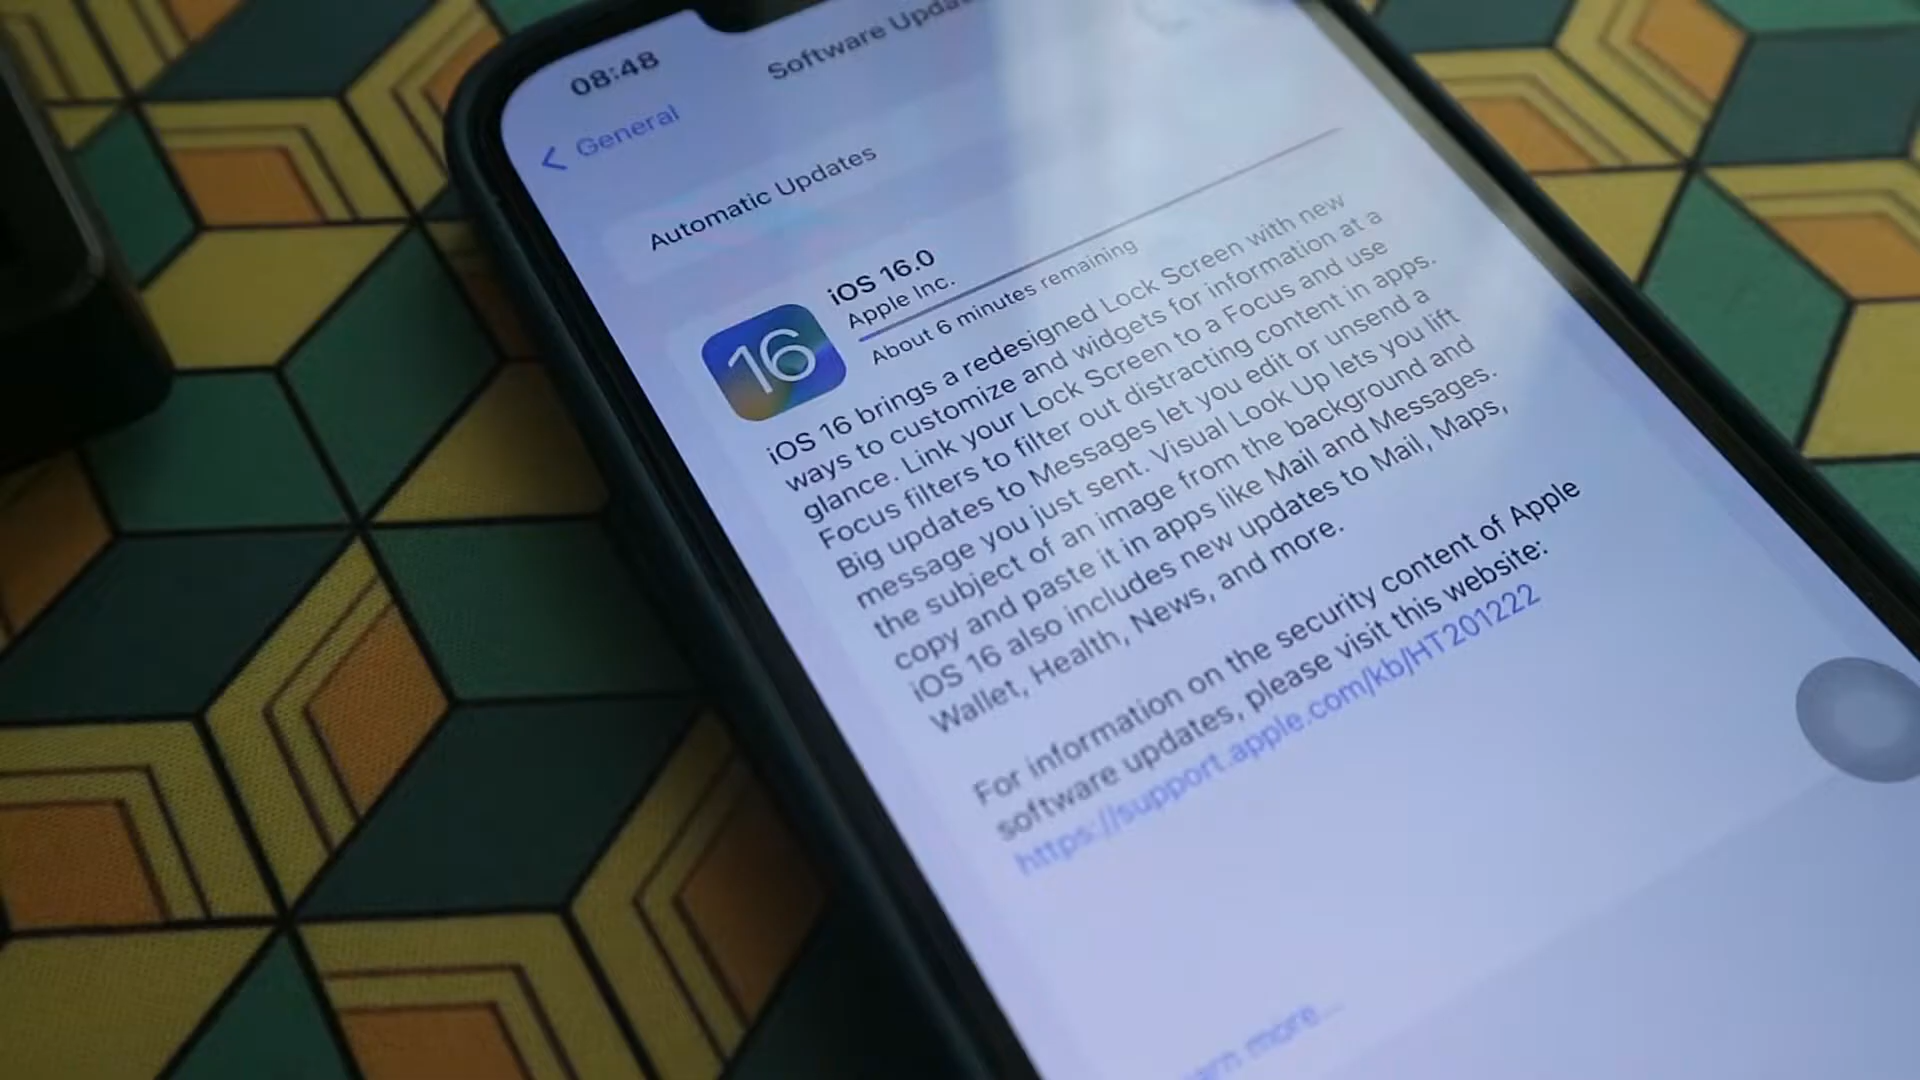 08:48
Software
General
Automatic Updates
iOS 16.0
Apple Inc.
About 6 minutes remaining
16
iOS 16 brings a redesigned Lock Screen with new
ways to customize and widgets for information at a
glance. Link your Lock Screen to a Focus and use
Focus filters to filter out distracting content in apps.
Big updates to Messages let you edit or unsend a
message you just sent. Visual Look Up lets you lift
the subject of an image from the background and
copy and paste it in apps like Mail and Messages.
iOS 16 also includes new updates to Mail, Maps,
Wallet, Health, News, and more.
For information on the security content of Apple
software updates, please visit this website:
https://support.apple.com/kb/HT201222
more...